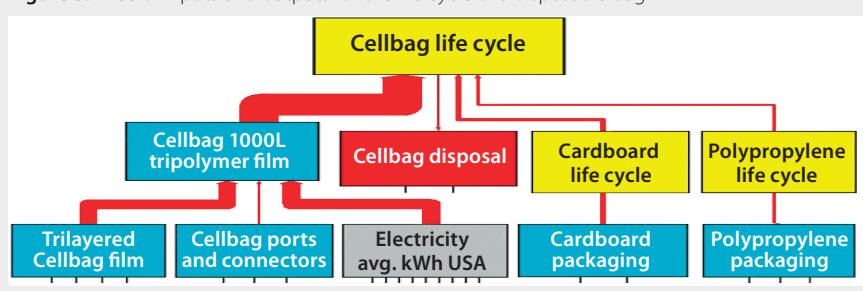 Cellbag life cycle
Cellbag 1000L
tripolymer film
Cellbag disposal
Cardboard
life cycle
Polypropylene
life cycle
Trilayered
Cellbag film
Cellbag ports
and connectors
Electricity
avg. kWh USA
Cardboard
packaging
Polypropylene
packaging